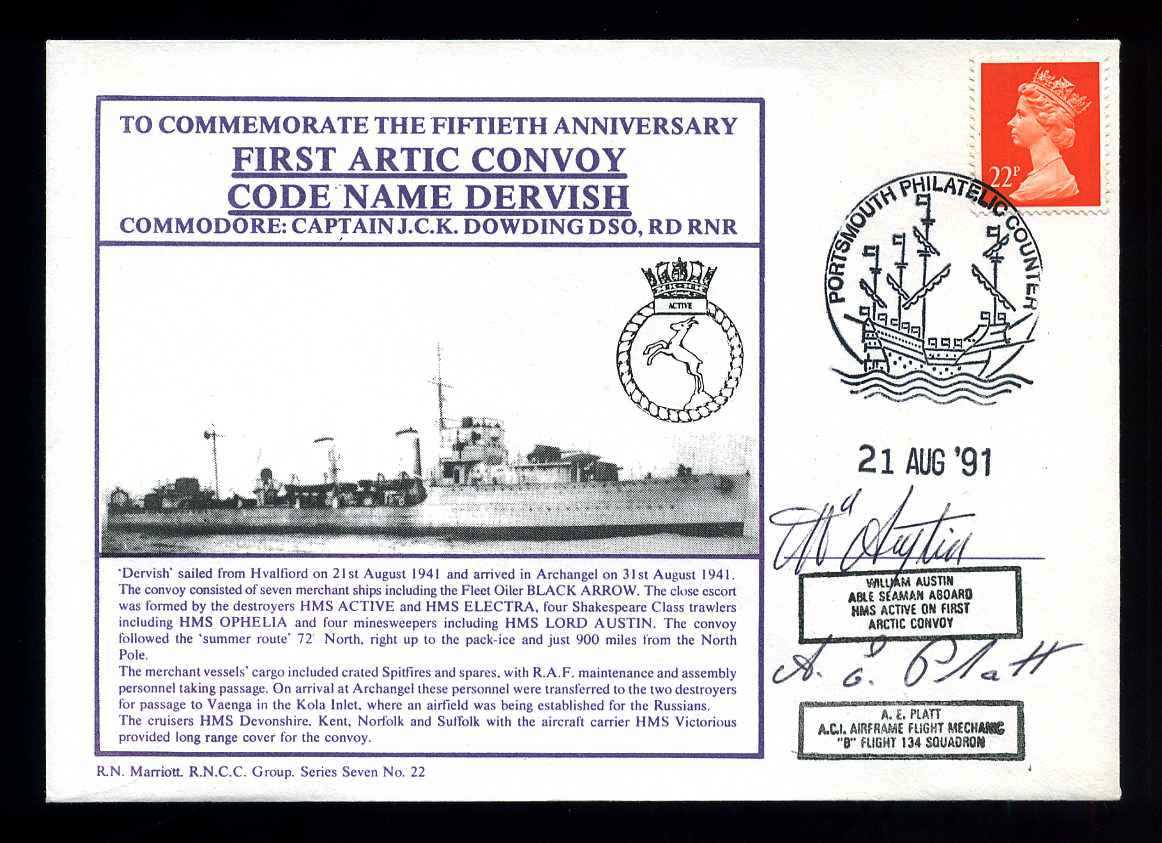 TO COMMEMORATE THE FIFTIETH ANNIVERSARY
FIRST ARTIC CONVOY
CODE NAME DERVISH
COMMODORE: CAPTAIN J.C.K. DOWDING DSO, RD RNR
ACTIVE
'Dervish' sailed from Hvalfiord on 21st August 1941 and arrived in Archangel on 31st August 1941.
The convoy consisted of seven merchant ships including the Fleet Oiler BLACK ARROW. The close escort
was formed by the destroyers HMS ACTIVE and HMS ELECTRA, four Shakespeare Class trawlers
including HMS OPHELIA and four minesweepers including HMS LORD AUSTIN. The convoy
followed the 'summer route' 72° North, right up to the pack-ice and just 900 miles from the North
Pole.
The merchant vessels' cargo included crated Spitfires and spares, with R.A.F. maintenance and assembly
personnel taking passage. On arrival at Archangel these personnel were transferred to the two destroyers
for passage to Vaenga in the Kola Inlet, where an airfield was being established for the Russians.
The cruisers HMS Devonshire, Kent, Norfolk and Suffolk with the aircraft carrier HMS Victorious
provided long range cover for the convoy.
R.N. Marriott. R.N.C.C. Group. Series Seven No. 22
22P
PORTSMOUTH PHILATELIC COUNTER
21 AUG '91
Wm Austin
WILLIAM AUSTIN
ABLE SEAMAN ABOARD
HMS ACTIVE ON FIRST
ARCTIC CONVOY
A. E. Platt
A. E. PLATT
A.C.I. AIRFRAME FLIGHT MECHANIC
"B" FLIGHT 134 SQUADRON